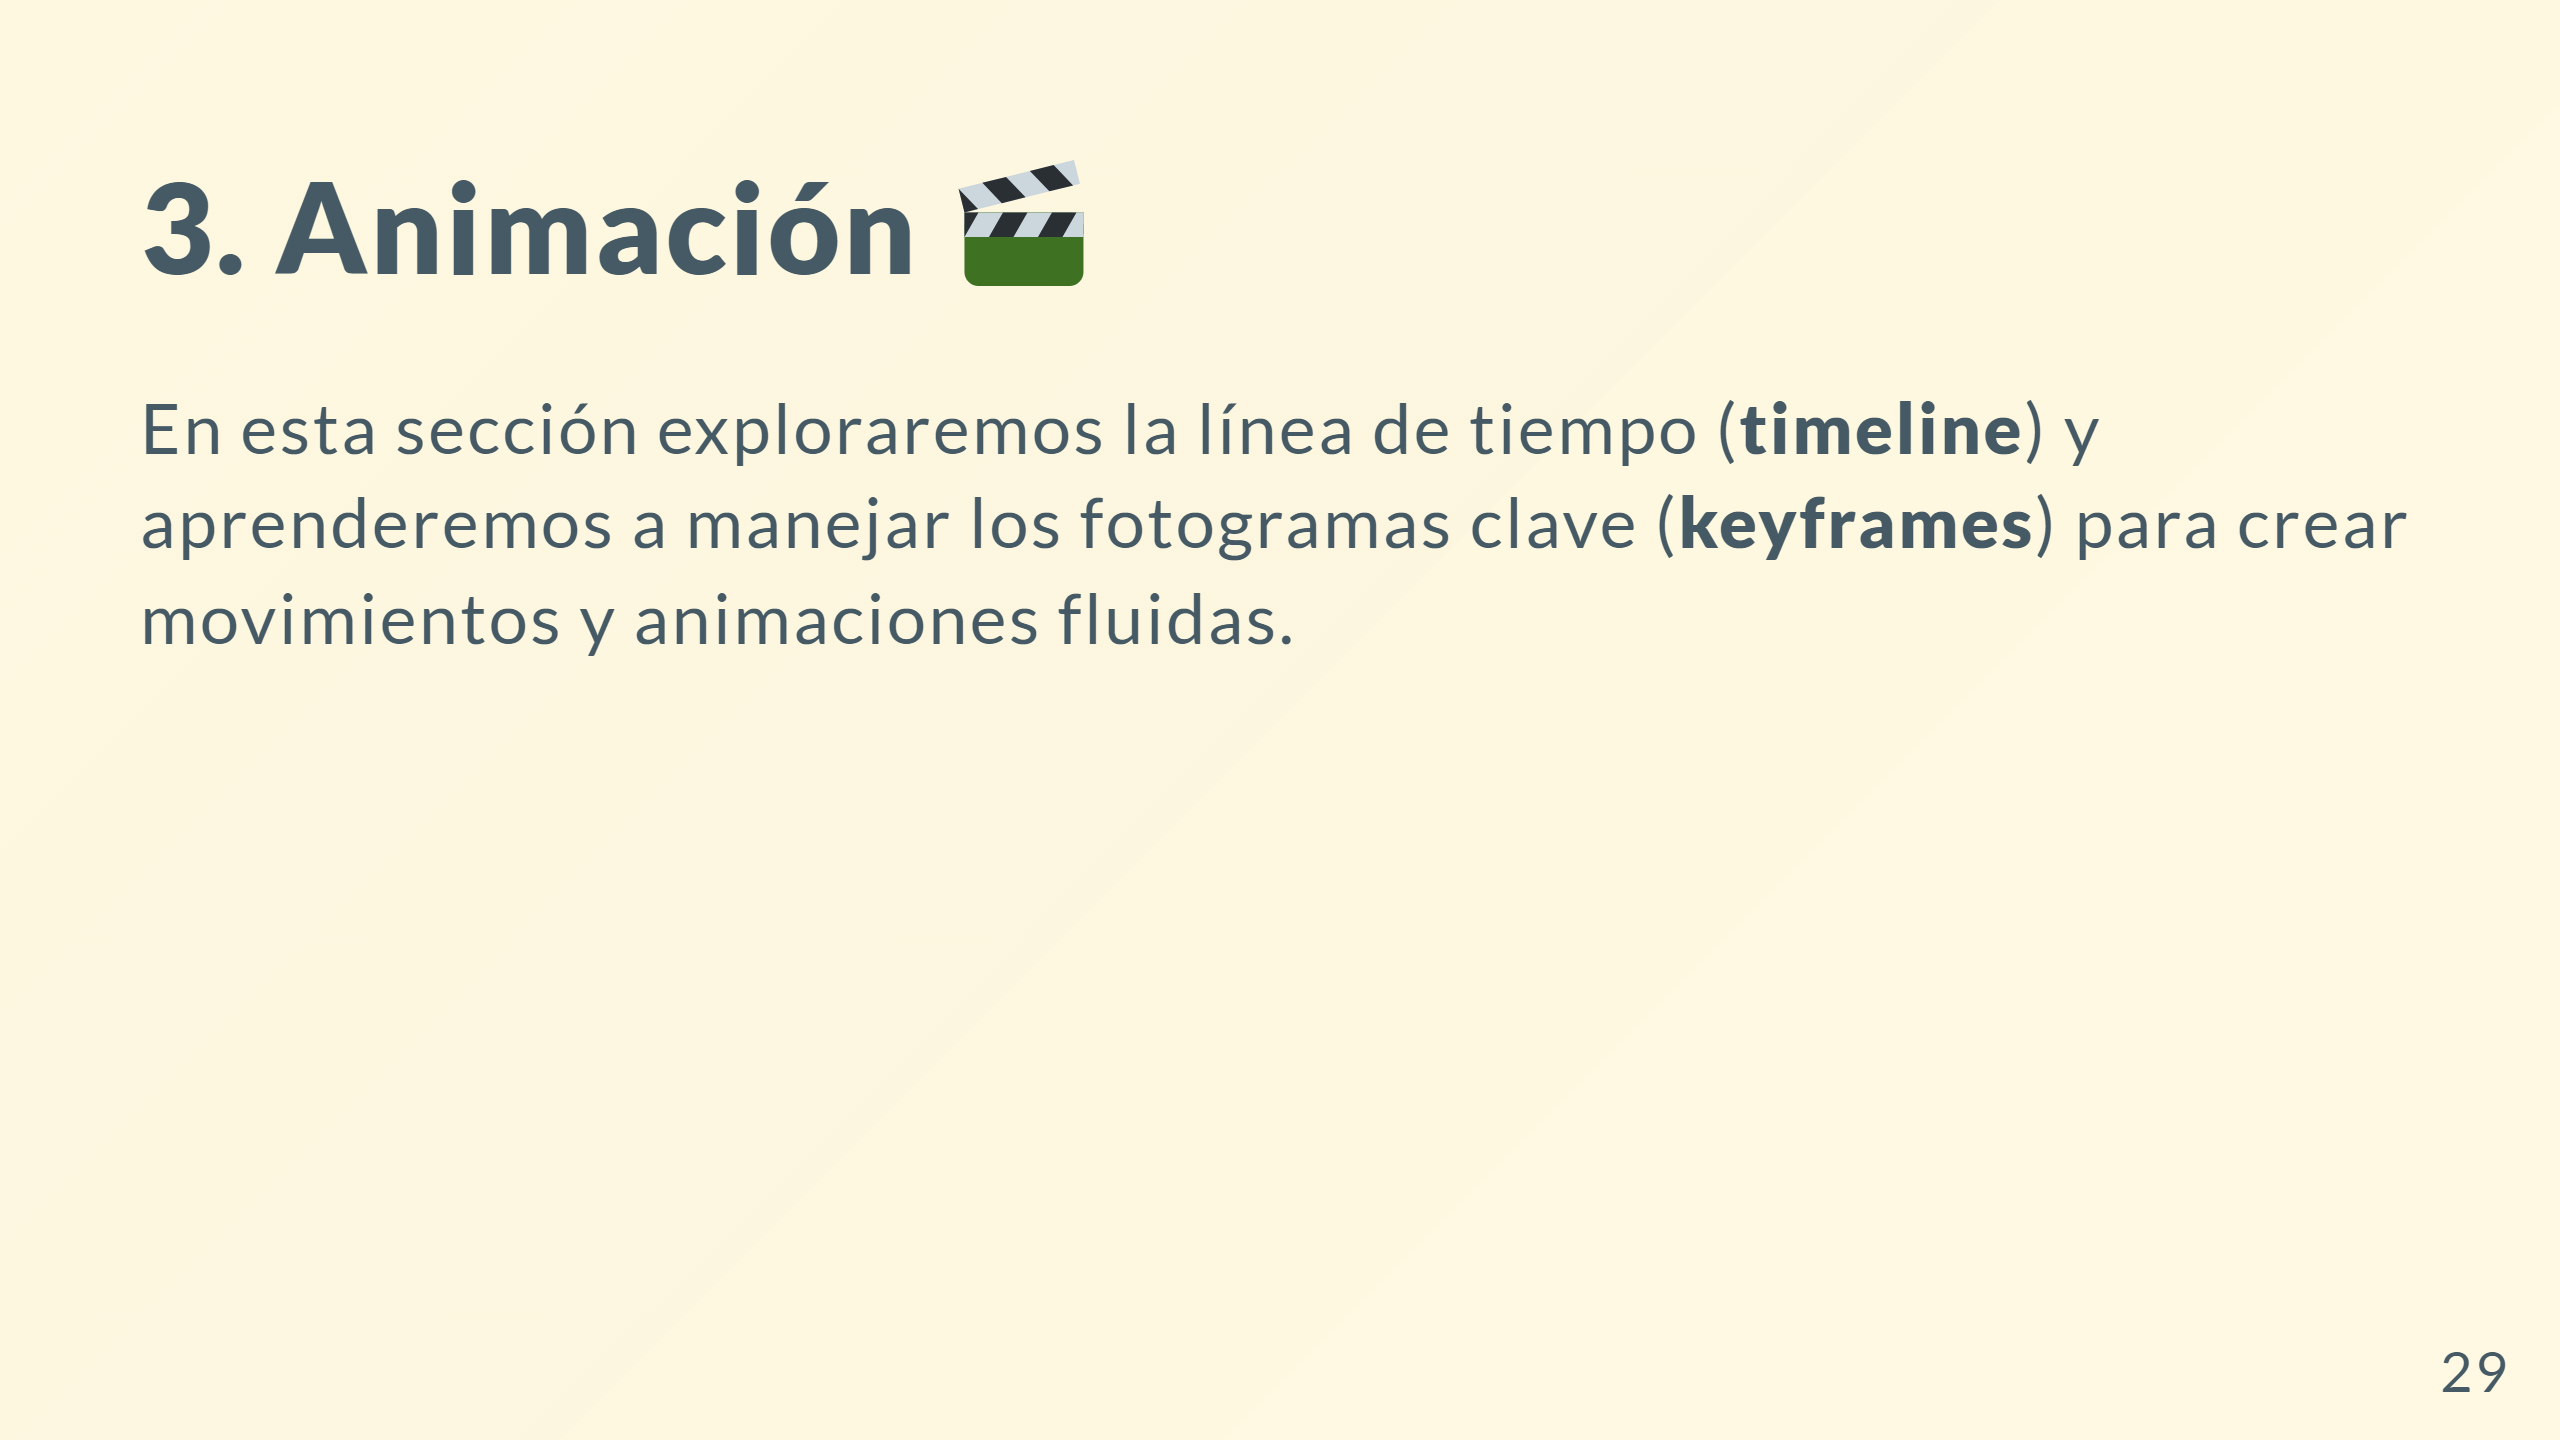 3. Animación 🎬
En esta sección exploraremos la línea de tiempo (timeline) y
aprenderemos a manejar los fotogramas clave (keyframes) para crear
movimientos y animaciones fluidas.
29